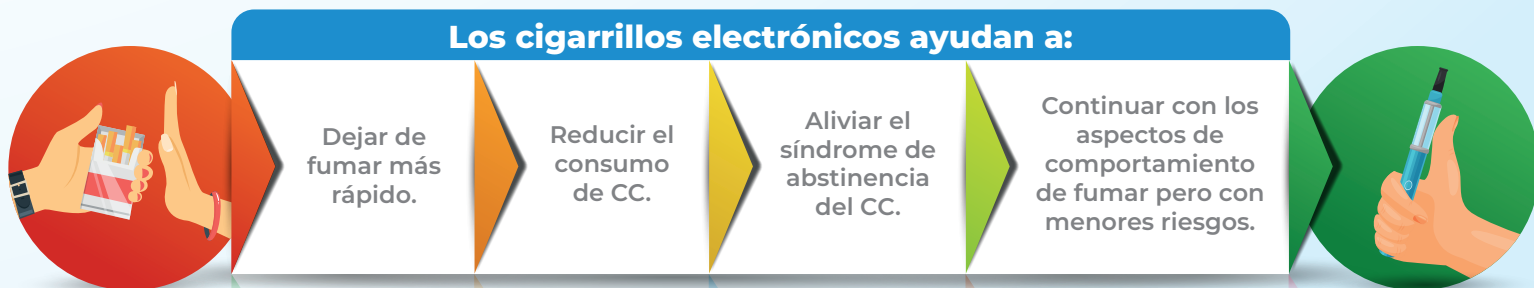 Los cigarrillos electrónicos ayudan a:
Dejar de
fumar más
rápido.
Reducir el
consumo
de CC.
Aliviar el
síndrome de
abstinencia
del CC.
Continuar con los
aspectos de
comportamiento
de fumar pero con
menores riesgos.